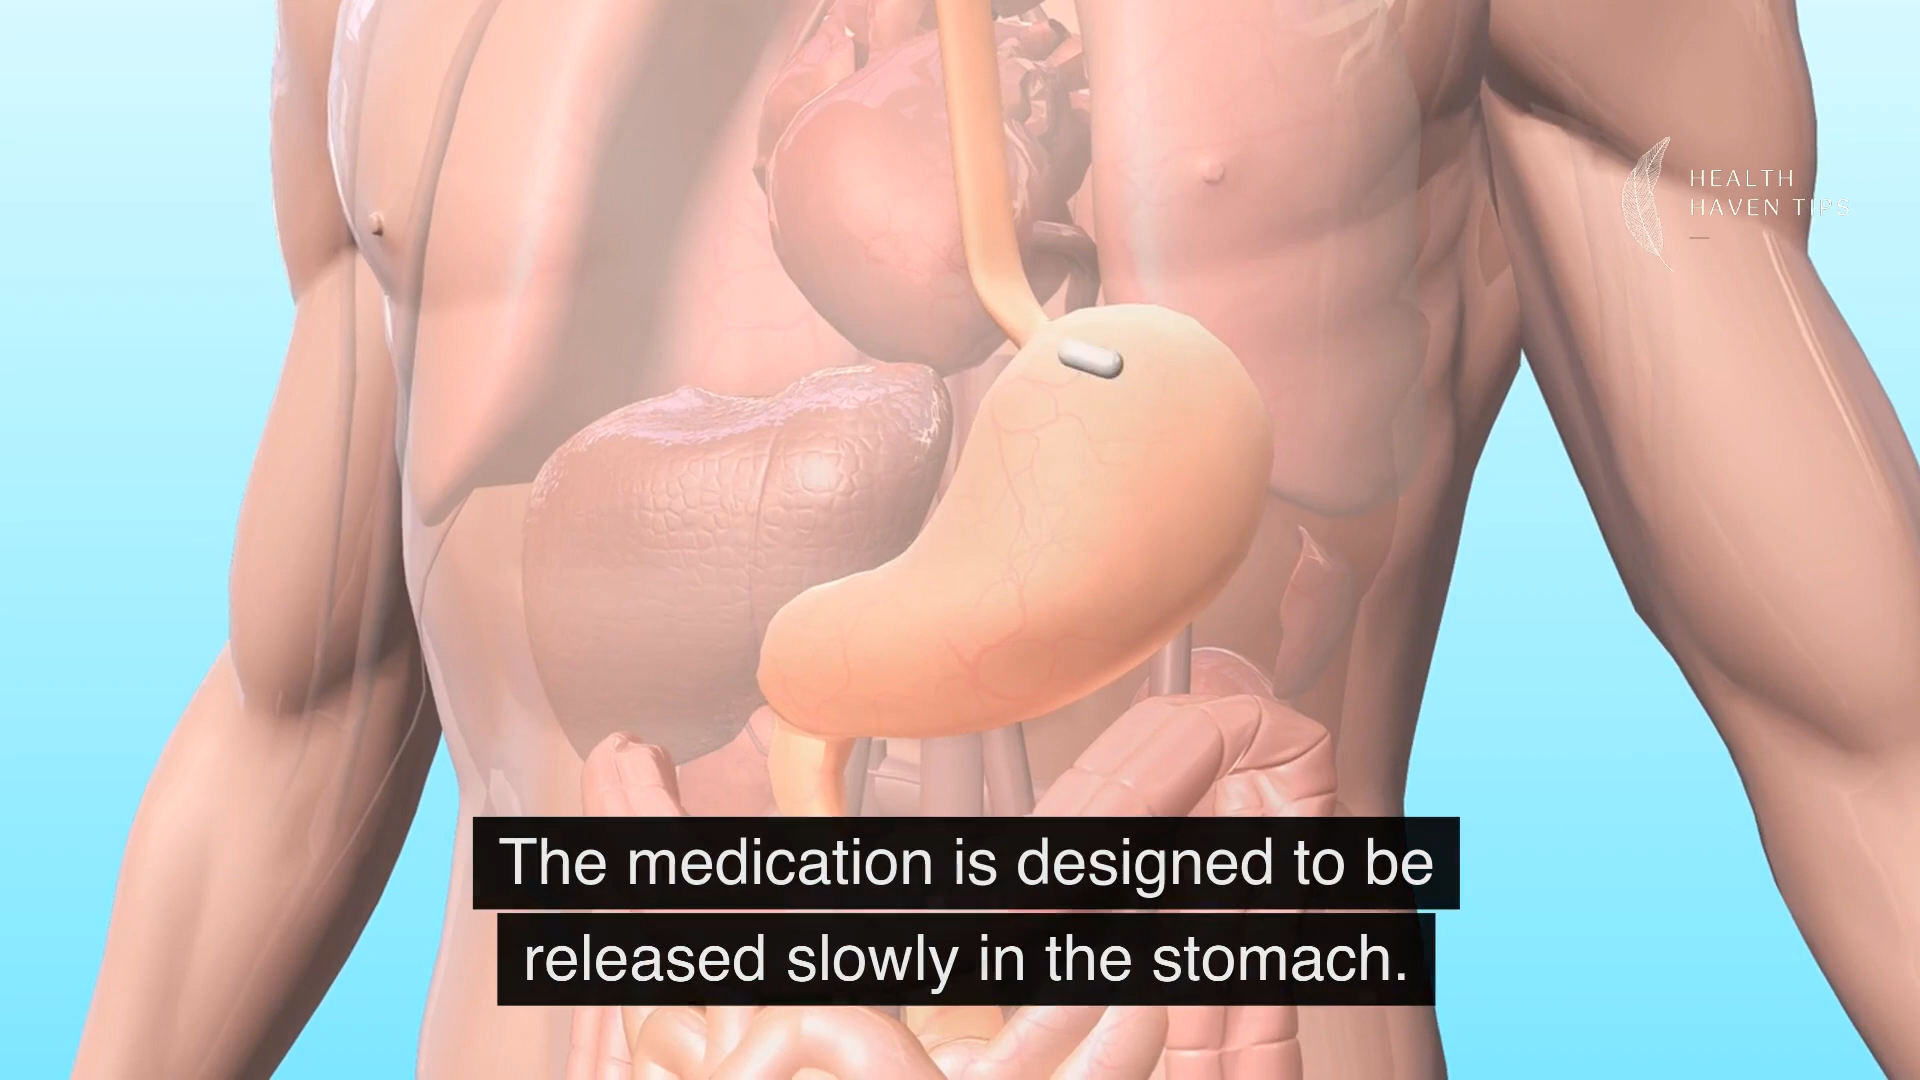 HEALTH
HAVEN TIPS
The medication is designed to be
released slowly in the stomach.